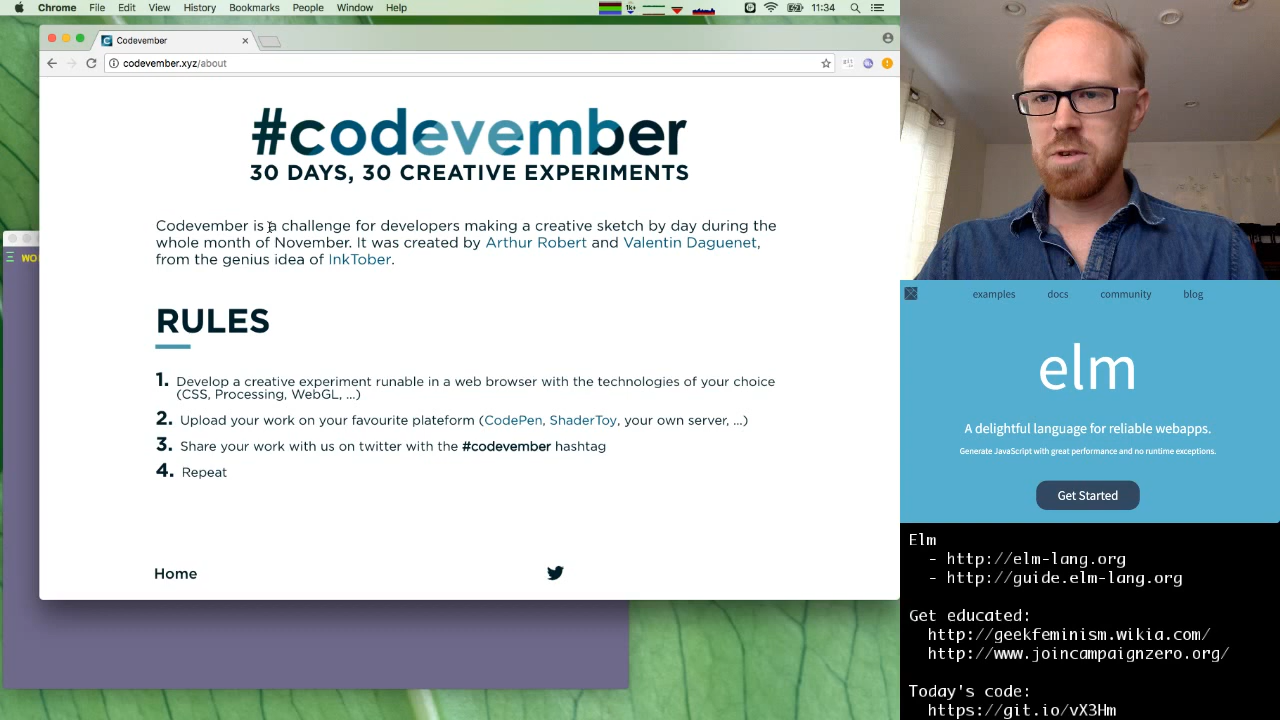 Chrome File Edit View History Bookmarks People Window Help 1k 11:34
Codevember
codevember.xyz/about
#codevember
30 DAYS, 30 CREATIVE EXPERIMENTS
Codevember is a challenge for developers making a creative sketch by day during the
whole month of November. It was created by Arthur Robert and Valentin Daguenet,
from the genius idea of InkTober.
RULES
1. Develop a creative experiment runable in a web browser with the technologies of your choice
(CSS, Processing, WebGL, ...)
2. Upload your work on your favourite plateform (CodePen, ShaderToy, your own server, ...)
3. Share your work with us on twitter with the #codevember hashtag
4. Repeat
Home
examples docs community blog
elm
A delightful language for reliable webapps.
Generate JavaScript with great performance and no runtime exceptions.
Get Started
Elm
- http://elm-lang.org
- http://guide.elm-lang.org
Get educated:
http://geekfeminism.wikia.com/
http://www.joincampaignzero.org/
Today's code:
https://git.io/vX3Hm